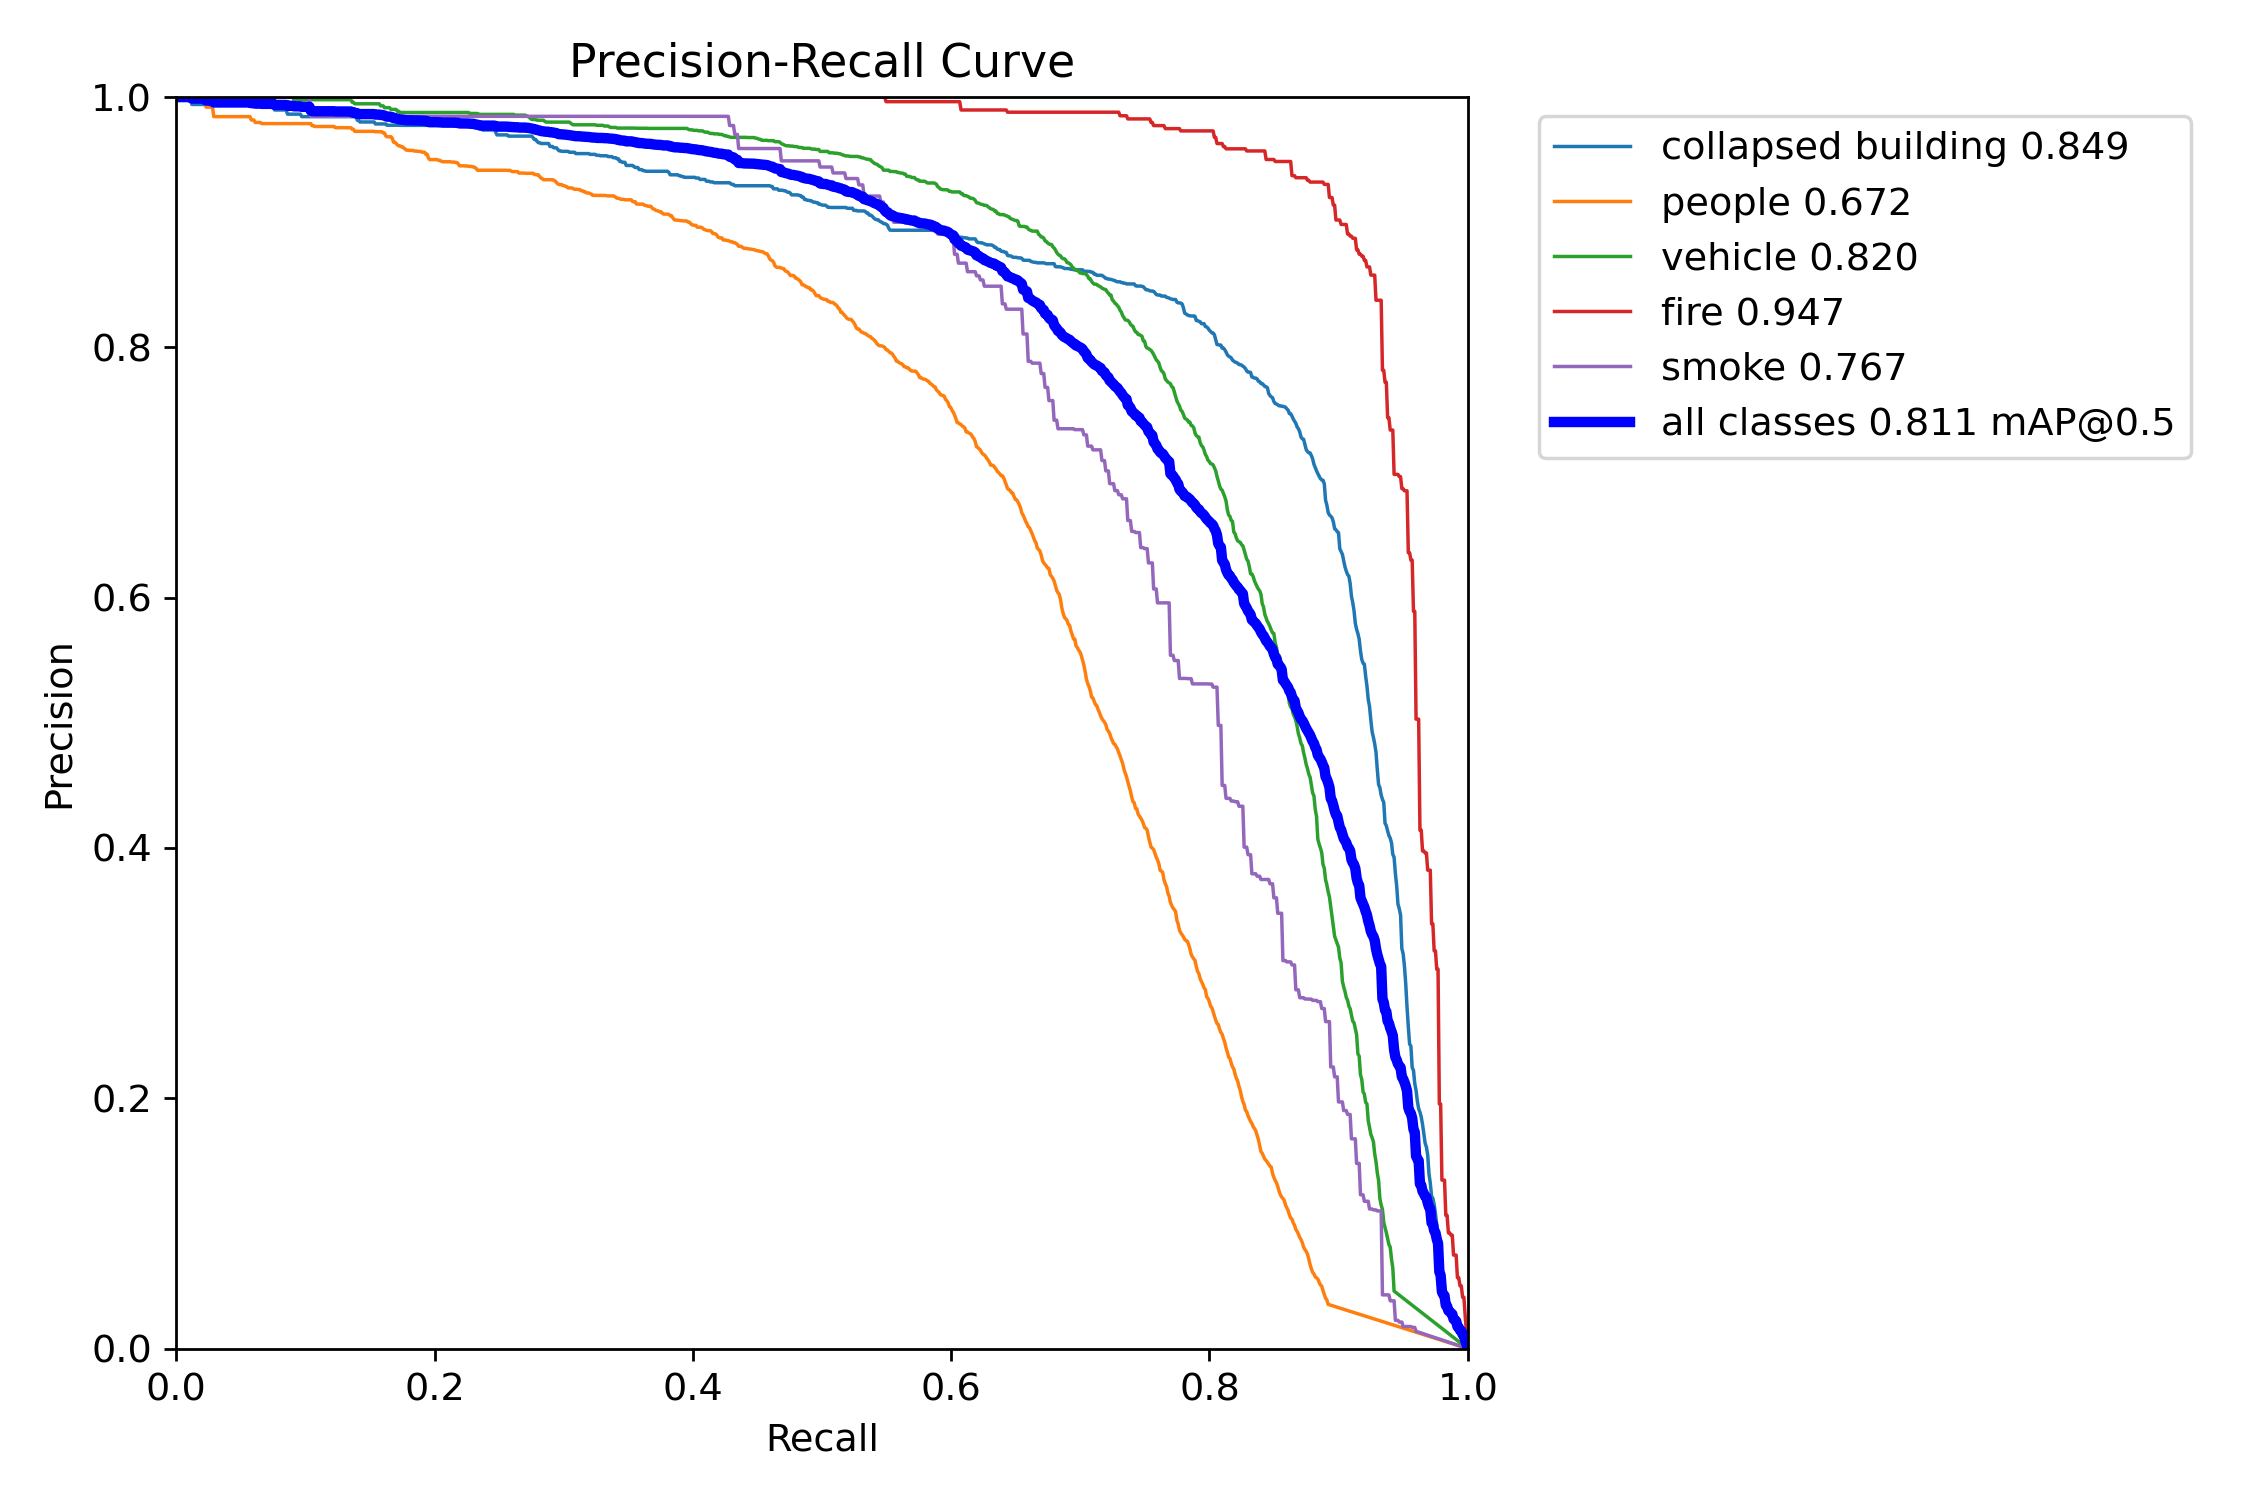 Precision-Recall Curve
1.0
0.8
0.6
0.4
0.2
0.0
Precision
0.0 0.2 0.4 0.6 0.8 1.0
Recall
collapsed building 0.849
people 0.672
vehicle 0.820
fire 0.947
smoke 0.767
all classes 0.811 mAP@0.5